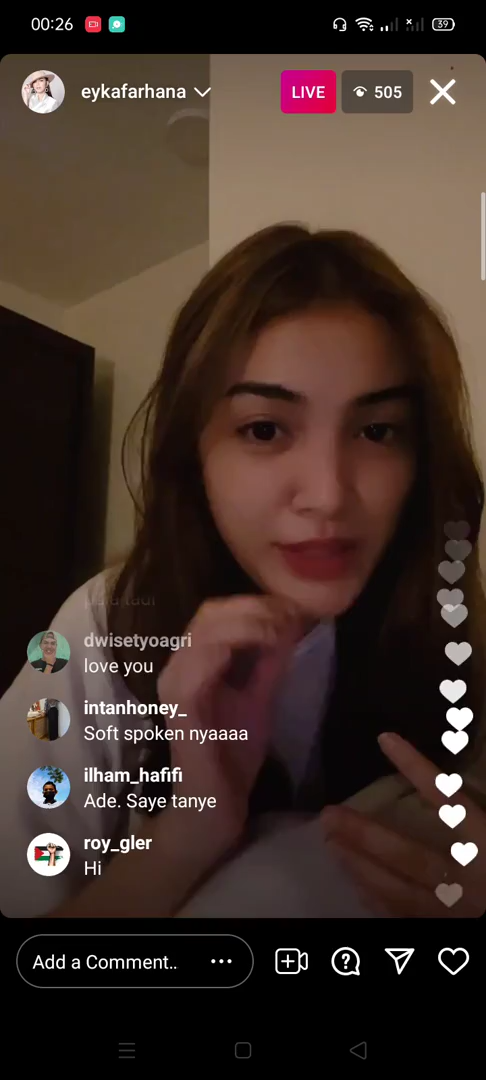 00:26
39
eykafarhana
LIVE
505
dwisetyoagri
love you
intanhoney_
Soft spoken nyaaaa
ilham_hafifi
Ade. Saye tanye
roy_gler
Hi
Add a Comment..